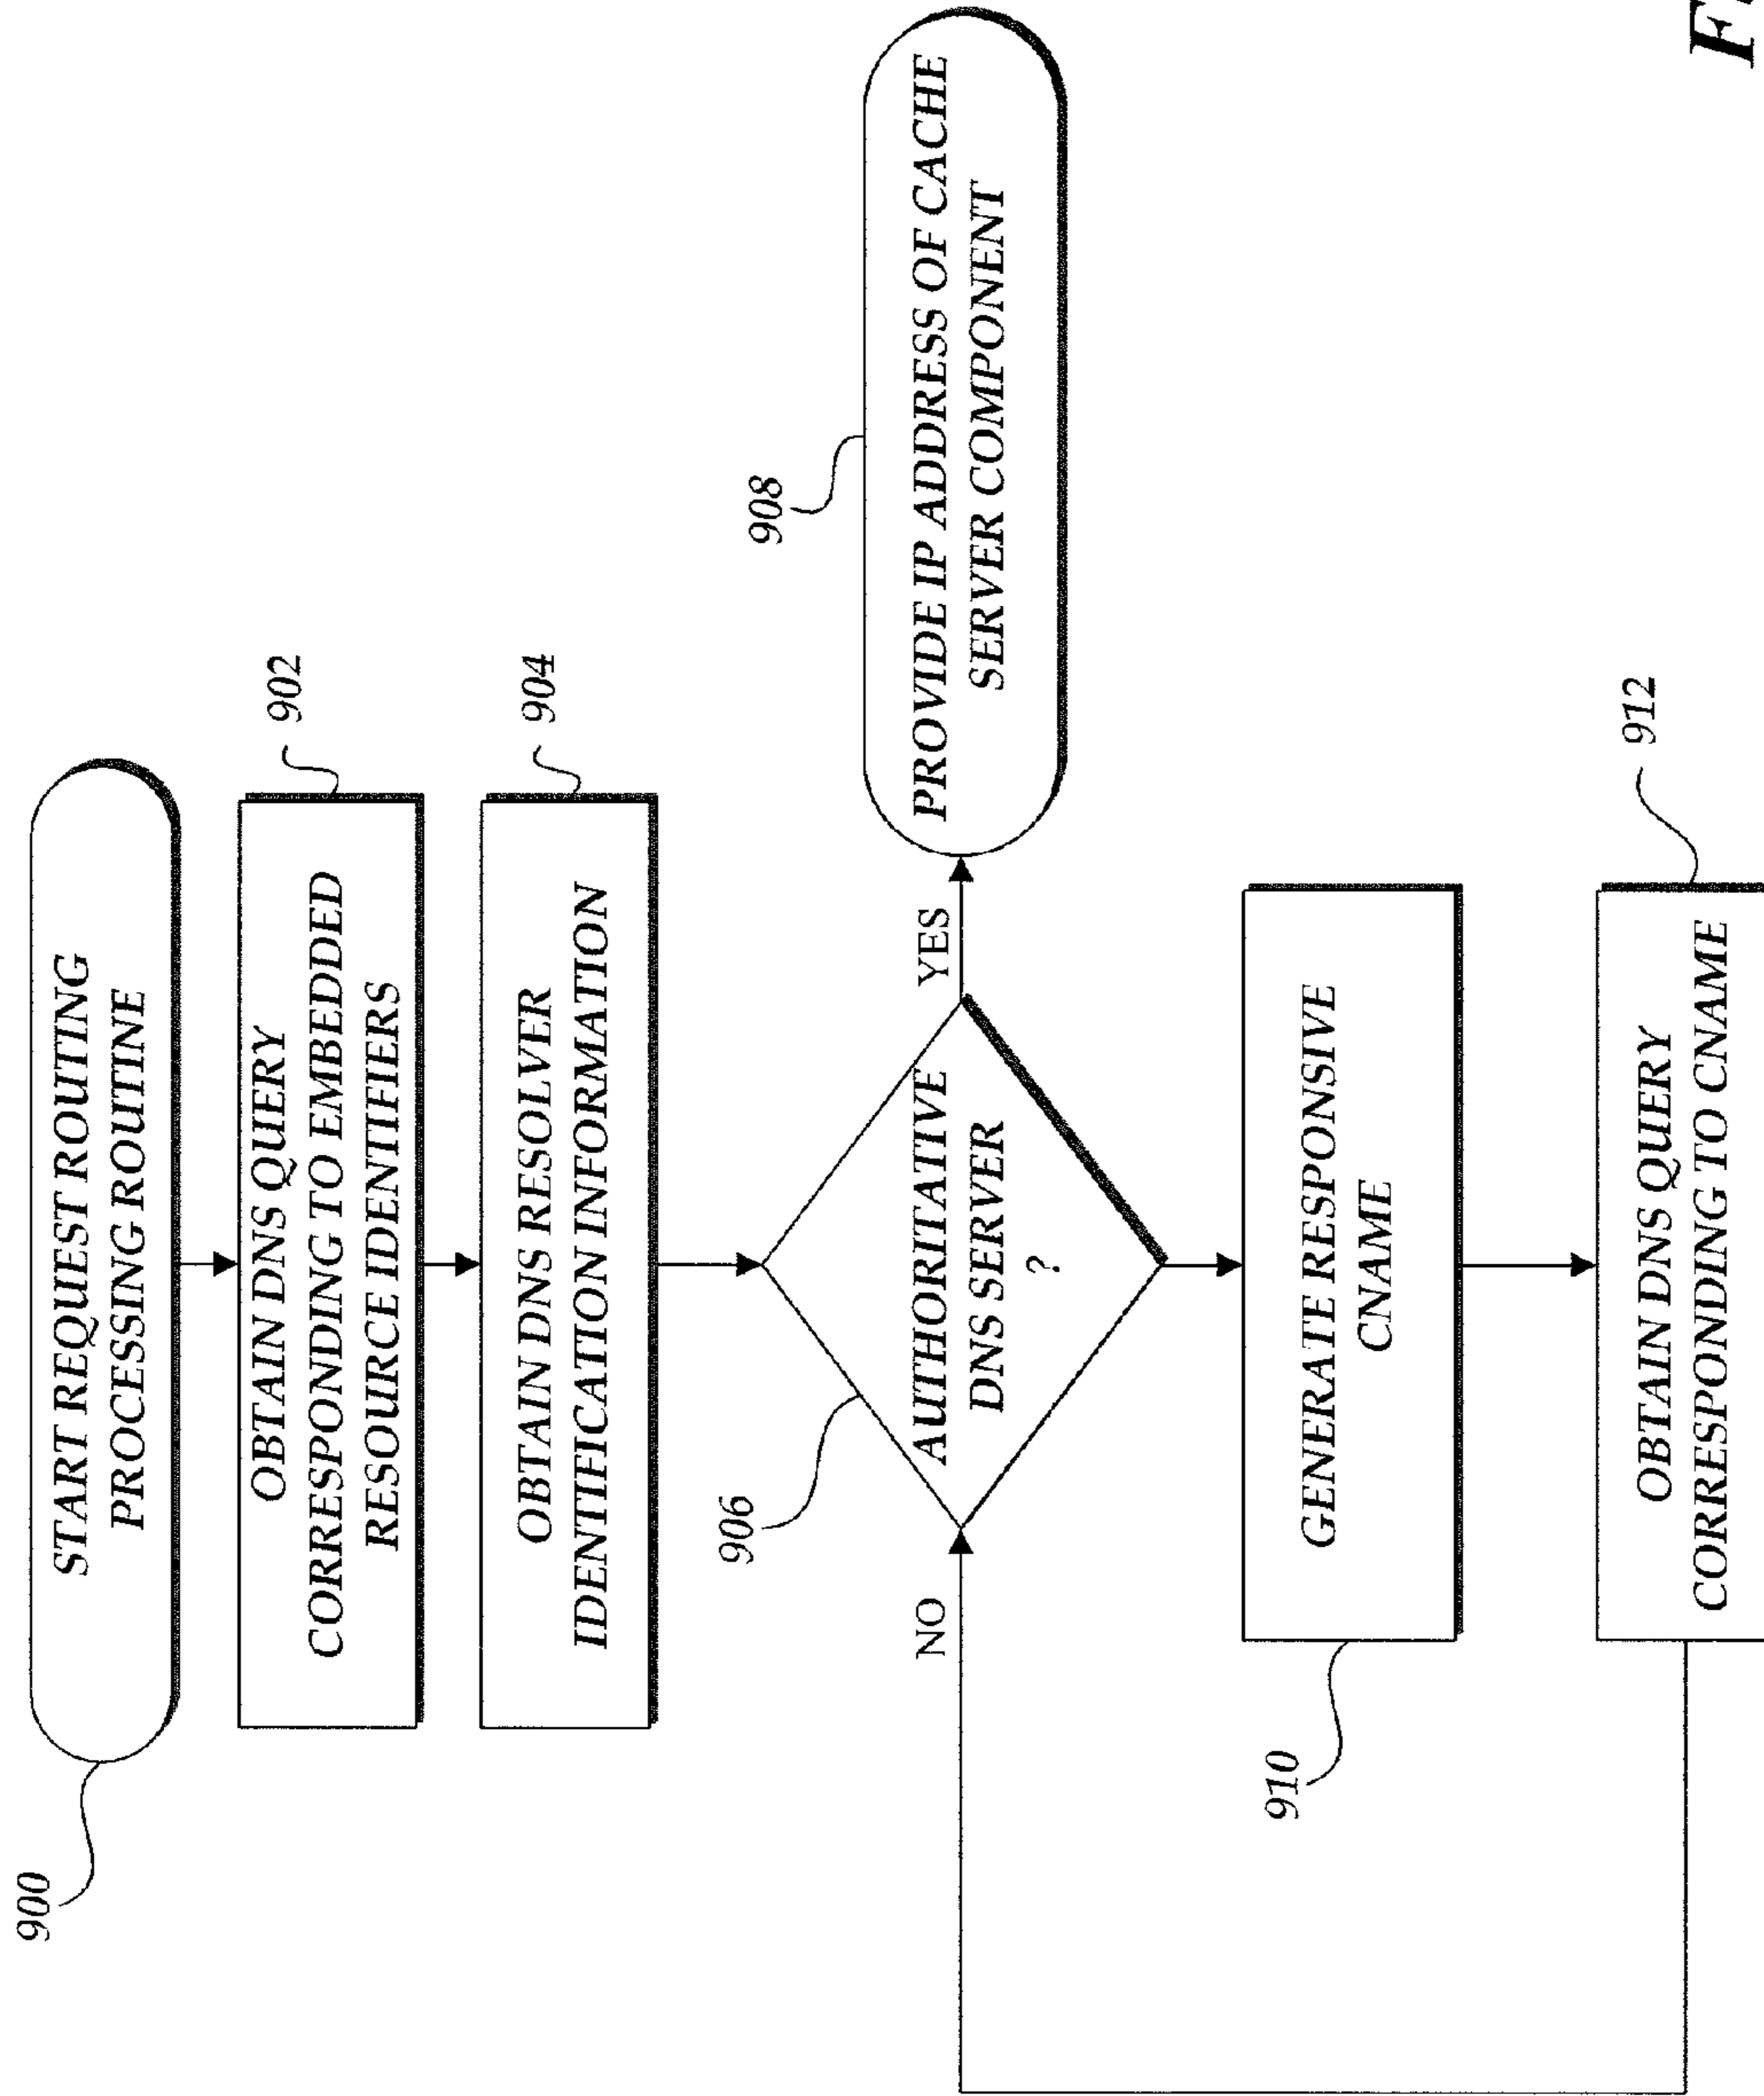 900
START REQUEST ROUTING
PROCESSING ROUTINE
902
OBTAIN DNS QUERY
CORRESPONDING TO EMBEDDED
RESOURCE IDENTIFIERS
904
OBTAIN DNS RESOLVER
IDENTIFICATION INFORMATION
906
AUTHORITATIVE
DNS SERVER
?
NO
YES
908
PROVIDE IP ADDRESS OF CACHE
SERVER COMPONENT
910
GENERATE RESPONSIVE
CNAME
912
OBTAIN DNS QUERY
CORRESPONDING TO CNAME